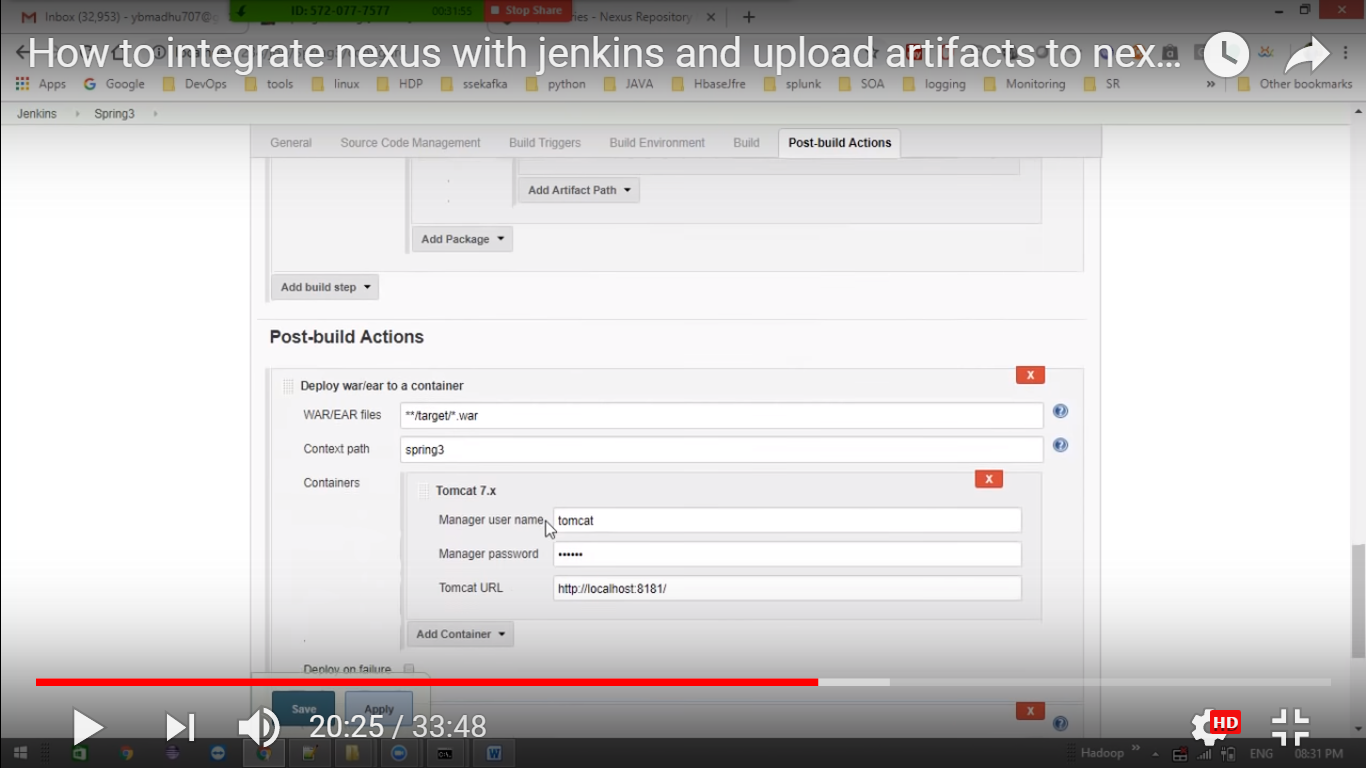 Inbox (32,953) - ybmadhu707@g
ID: 572-077-7577
00:31:55
Stop Share
ries - Nexus Repository
How to integrate nexus with jenkins and upload artifacts to nex...
Apps
Google
DevOps
tools
linux
HDP
ssekafka
python
JAVA
HbaseJfre
splunk
SOA
logging
Monitoring
SR
»
Other bookmarks
Jenkins
Spring3
General
Source Code Management
Build Triggers
Build Environment
Build
Post-build Actions
Add Artifact Path
Add Package
Add build step
Post-build Actions
X
Deploy war/ear to a container
WAR/EAR files
**/target/*.war
Context path
spring3
Containers
X
Tomcat 7.x
Manager user name
tomcat
Manager password
••••••
Tomcat URL
http://localhost:8181/
Add Container
Deploy on failure
Save
Apply
X
20:25 / 33:48
HD
Hadoop
»
ENG
08:31 PM